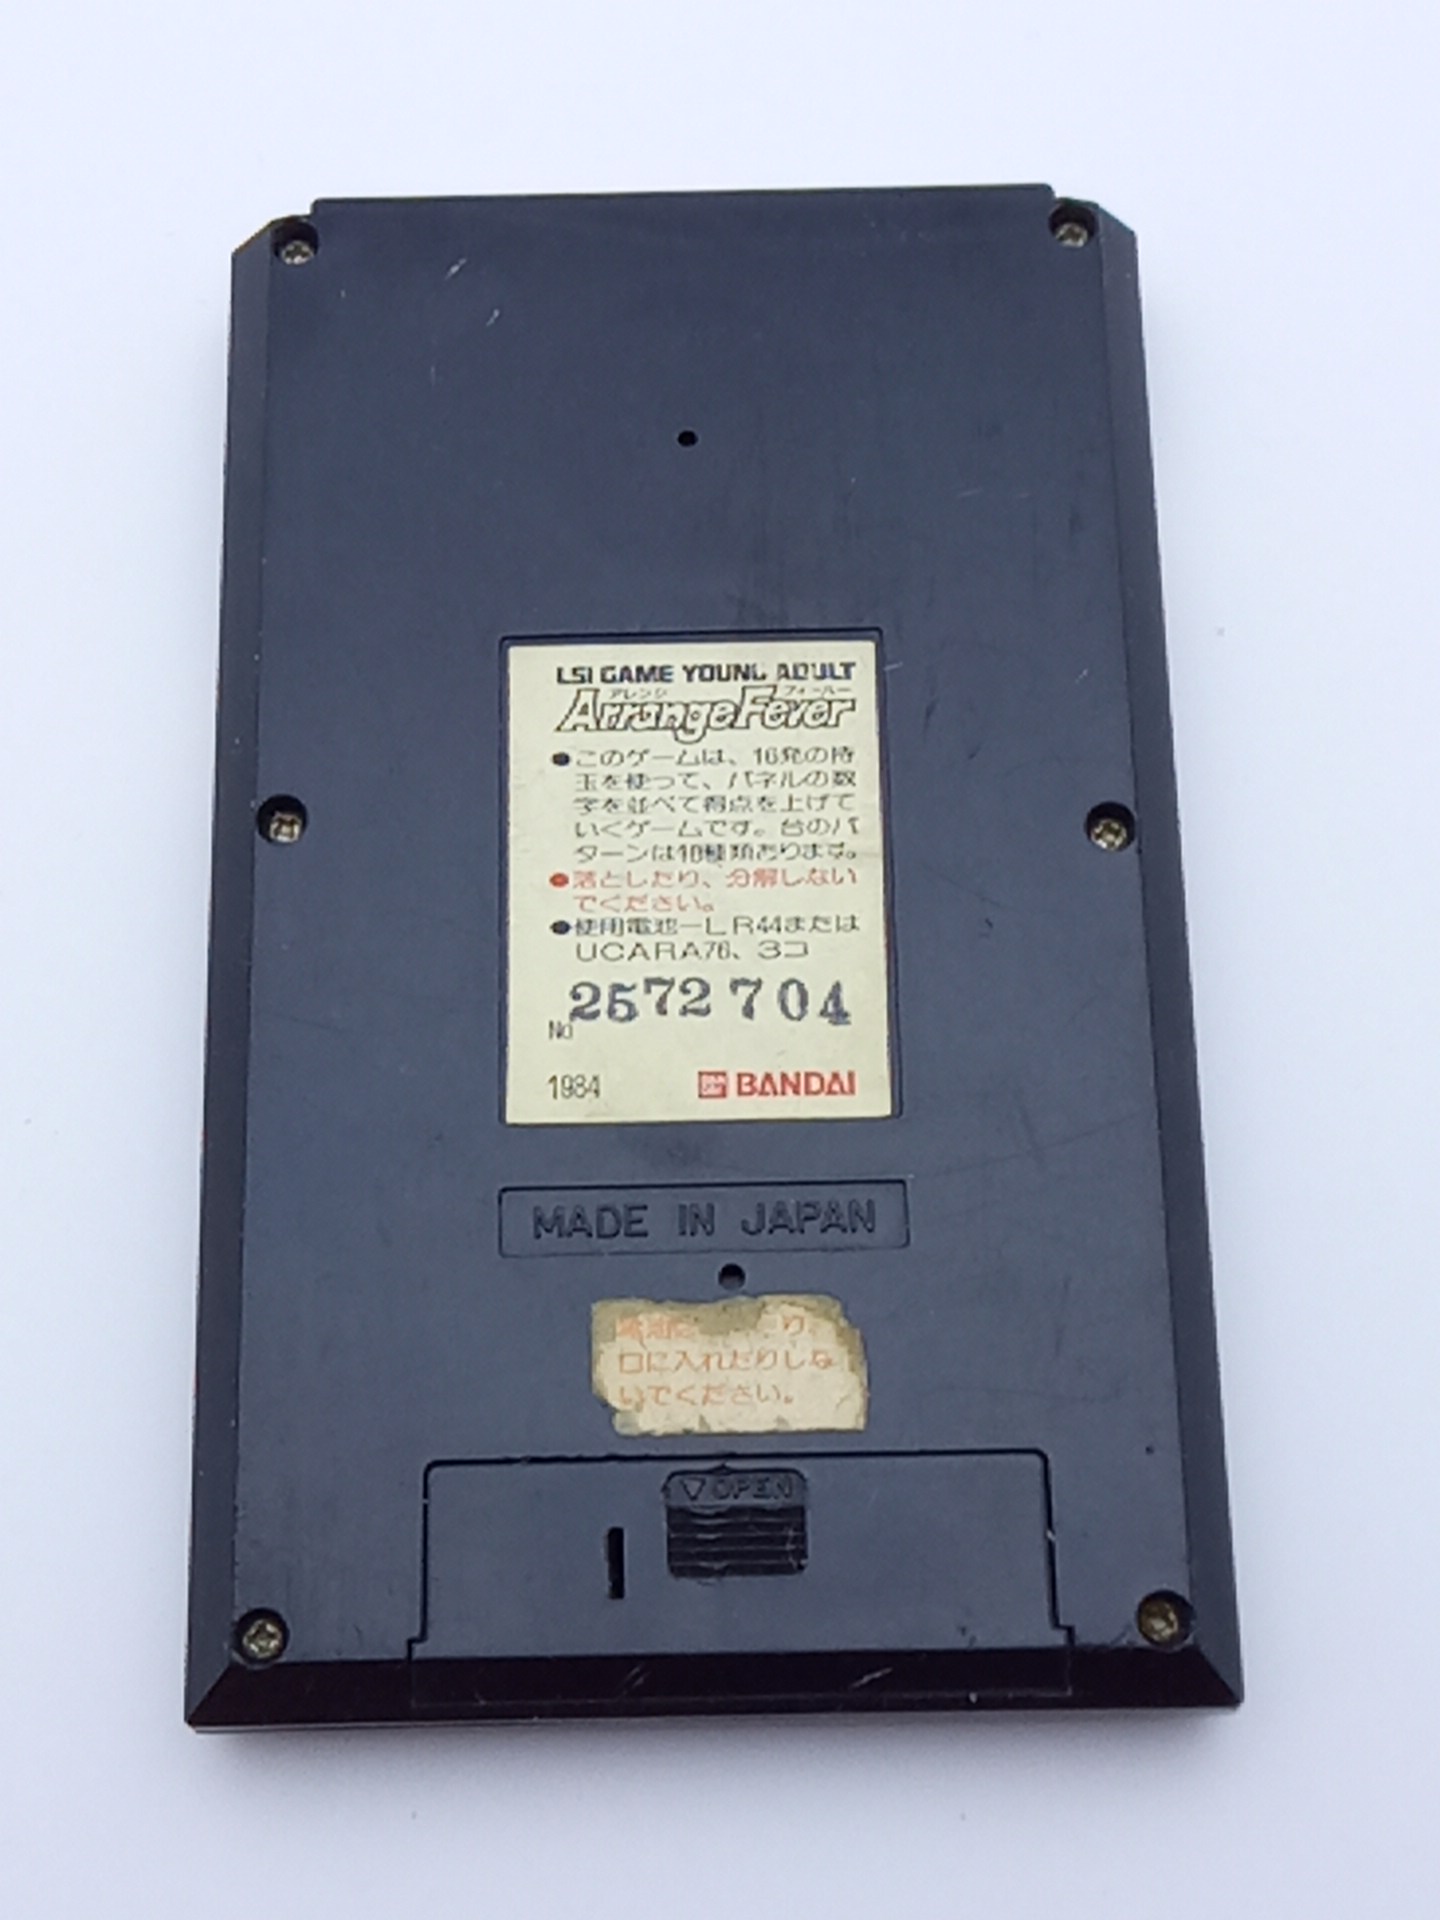 LSI GAME YOUNG ADULT
アレンジ フィーバー
Arrange Fever
●このゲームは、16発の持
玉を使って、パネルの数
字を並べて得点を上げて
いくゲームです。台のパ
ターンは10種類あります。
●落としたり、分解しない
でください。
●使用電池—LR44または
UCARA76、3コ
No 2572704
1984 BANDAI
MADE IN JAPAN
り、
口に入れたりしな
いでください。
▽OPEN